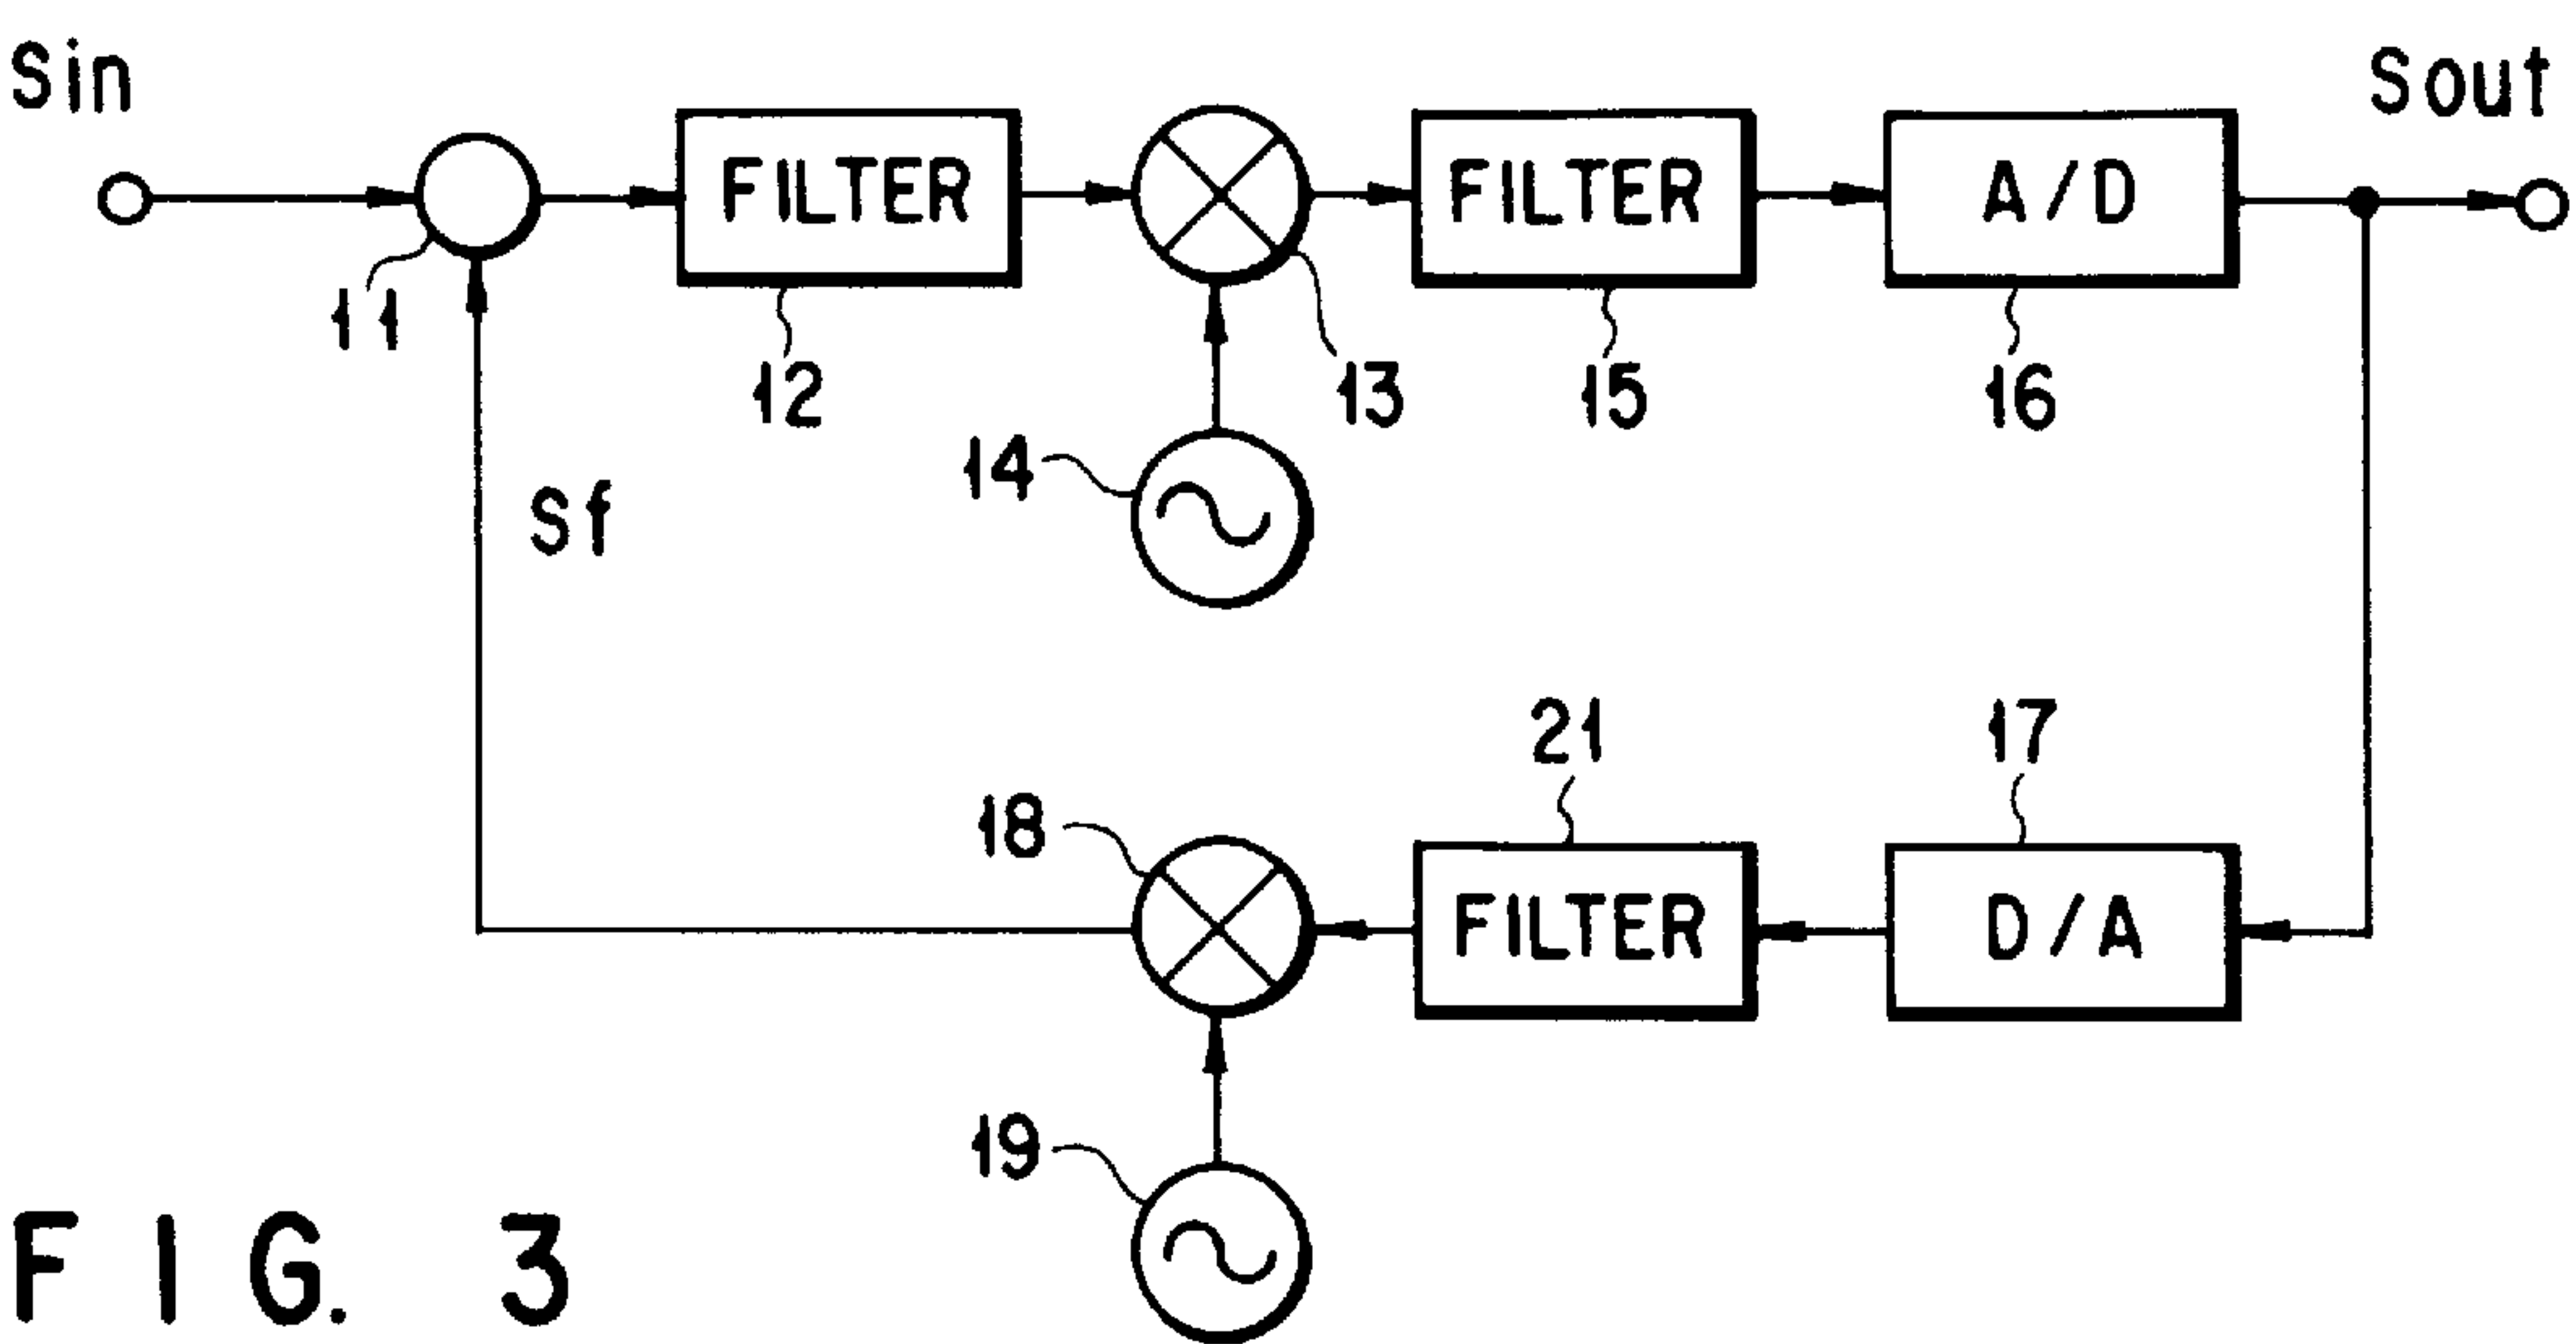 Sin
Sout
FILTER
FILTER
A/D
11
12
13
15
16
14
Sf
21
17
18
FILTER
D/A
19
FIG. 3